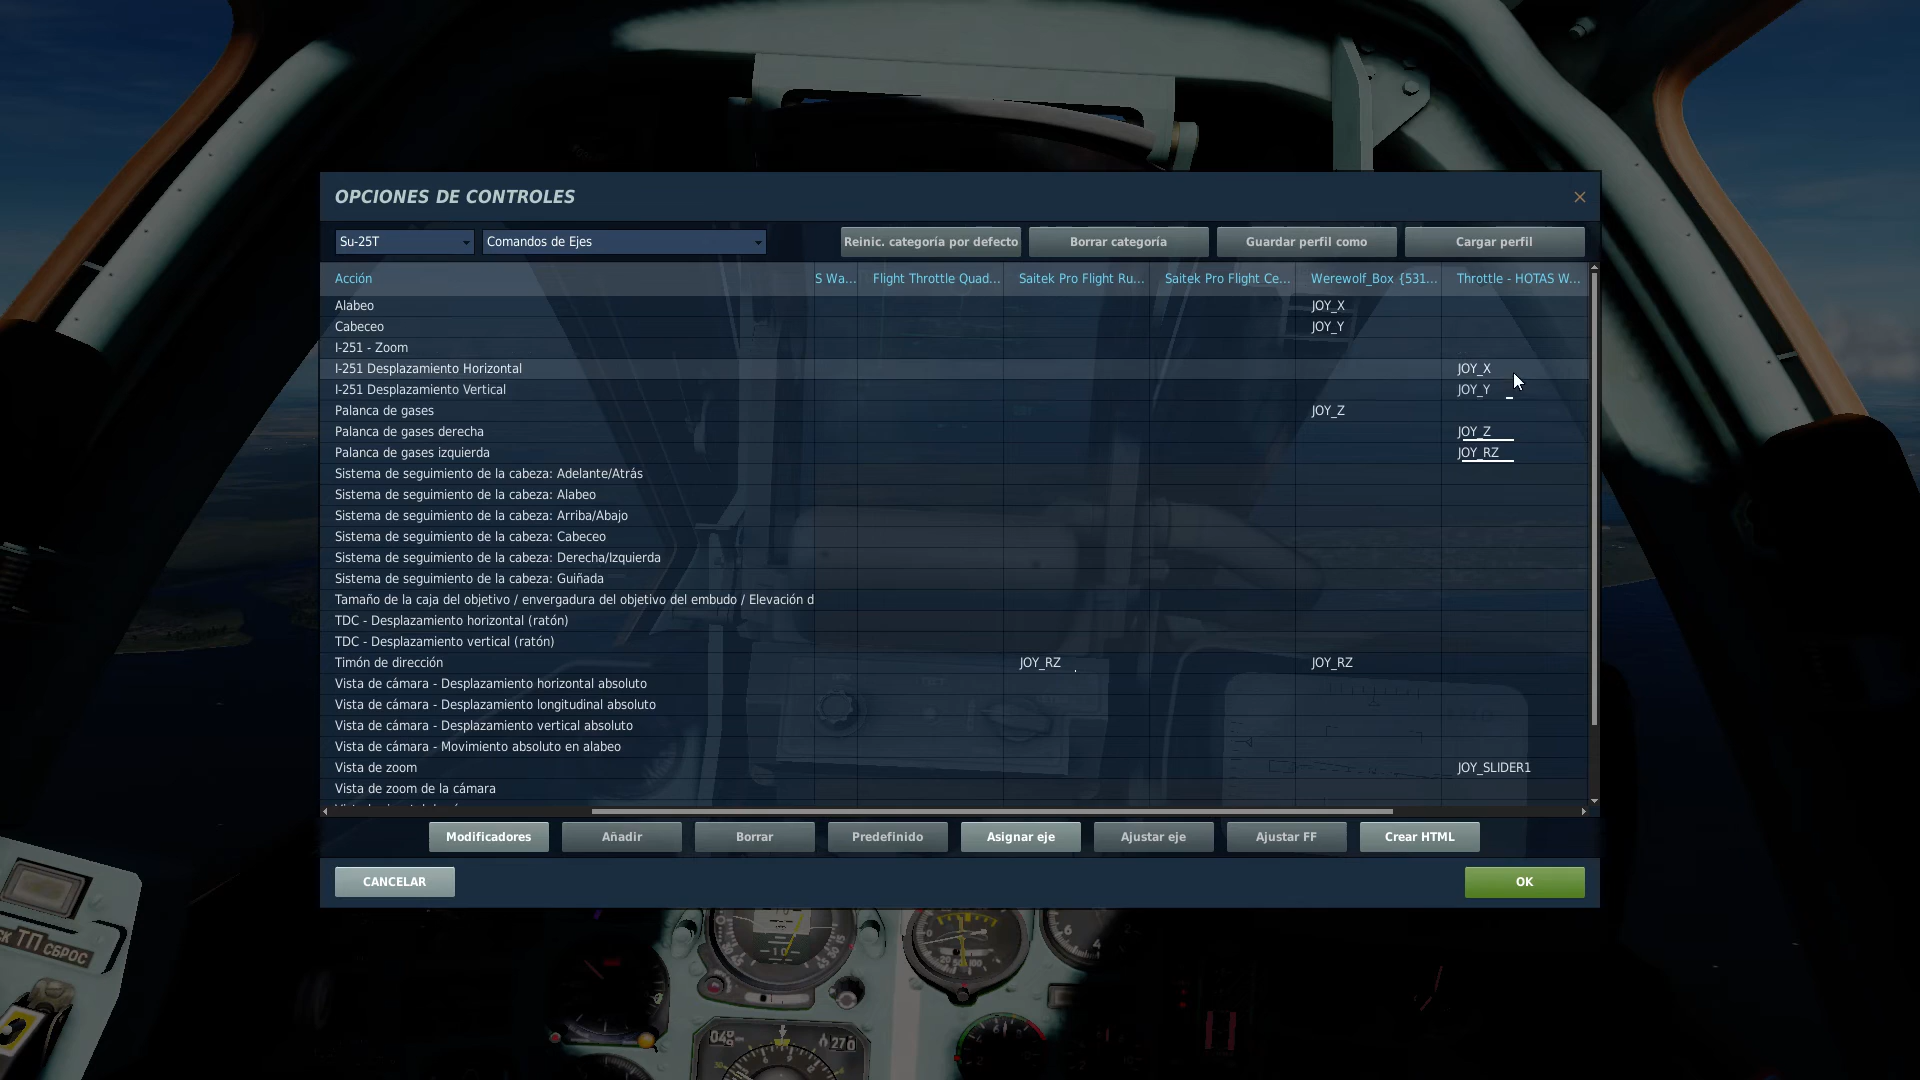 OPCIONES DE CONTROLES
Su-25T
Comandos de Ejes
Reinic. categoría por defecto
Borrar categoría
Guardar perfil como
Cargar perfil
Acción S Wa... Flight Throttle Quad... Saitek Pro Flight Ru... Saitek Pro Flight Ce... Werewolf_Box {531... Throttle - HOTAS W...
Alabeo JOY_X
Cabeceo JOY_Y
I-251 - Zoom
I-251 Desplazamiento Horizontal JOY_X
I-251 Desplazamiento Vertical JOY_Y
Palanca de gases JOY_Z
Palanca de gases derecha JOY_Z
Palanca de gases izquierda JOY_RZ
Sistema de seguimiento de la cabeza: Adelante/Atrás
Sistema de seguimiento de la cabeza: Alabeo
Sistema de seguimiento de la cabeza: Arriba/Abajo
Sistema de seguimiento de la cabeza: Cabeceo
Sistema de seguimiento de la cabeza: Derecha/Izquierda
Sistema de seguimiento de la cabeza: Guiñada
Tamaño de la caja del objetivo / envergadura del objetivo del embudo / Elevación d
TDC - Desplazamiento horizontal (ratón)
TDC - Desplazamiento vertical (ratón)
Timón de dirección JOY_RZ JOY_RZ
Vista de cámara - Desplazamiento horizontal absoluto
Vista de cámara - Desplazamiento longitudinal absoluto
Vista de cámara - Desplazamiento vertical absoluto
Vista de cámara - Movimiento absoluto en alabeo
Vista de zoom JOY_SLIDER1
Vista de zoom de la cámara
Modificadores
Añadir
Borrar
Predefinido
Asignar eje
Ajustar eje
Ajustar FF
Crear HTML
CANCELAR
OK
ТП СБРОС
6
4
270